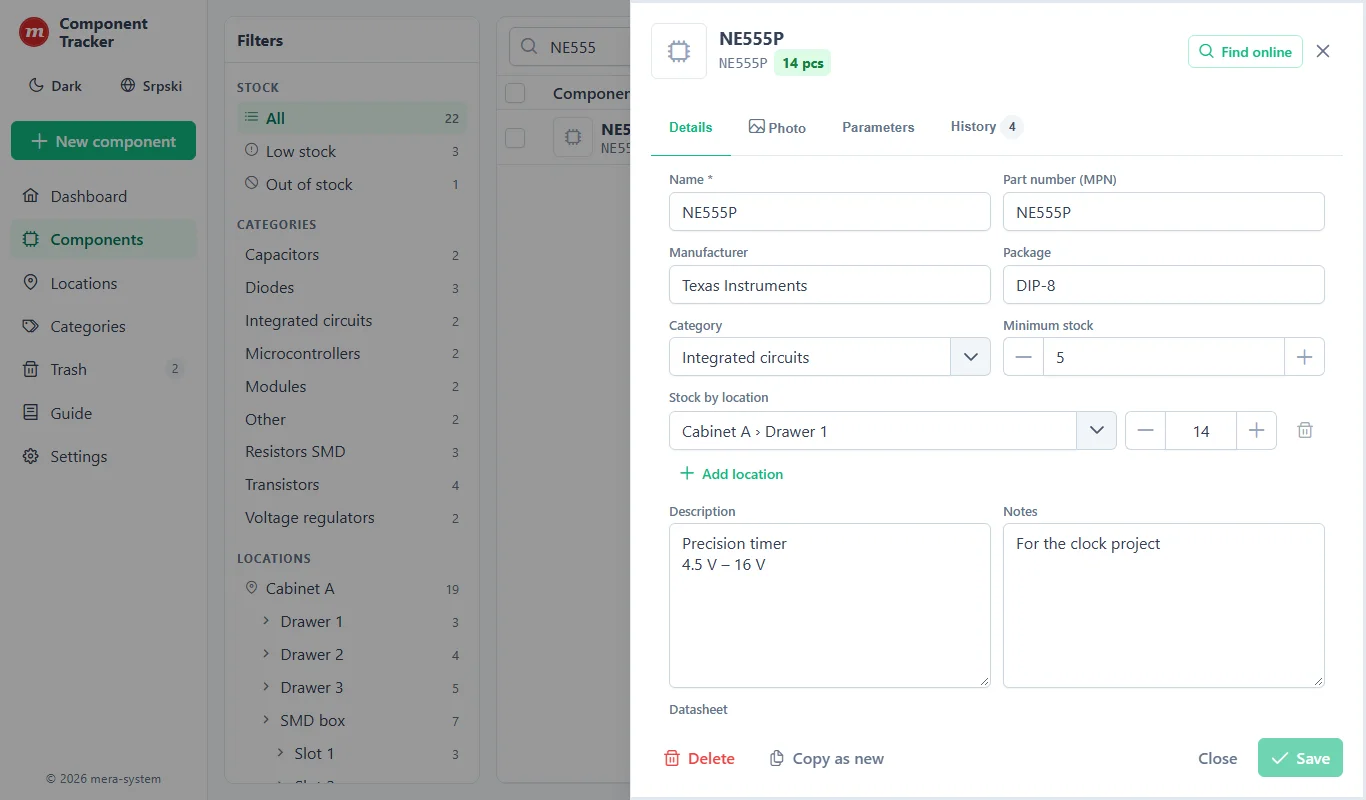 m
Component
Tracker
Dark
Srpski
New component
Dashboard
Components
Locations
Categories
Trash 2
Guide
Settings
© 2026 mera-system
Filters
STOCK
All 22
Low stock 3
Out of stock 1
CATEGORIES
Capacitors 2
Diodes 3
Integrated circuits 2
Microcontrollers 2
Modules 2
Other 2
Resistors SMD 3
Transistors 4
Voltage regulators 2
LOCATIONS
Cabinet A 19
Drawer 1 3
Drawer 2 4
Drawer 3 5
SMD box 7
Slot 1 3
NE555
Componen
NE5
NE55
NE555P
NE555P 14 pcs
Find online
Details
Photo
Parameters
History 4
Name * Part number (MPN)
NE555P NE555P
Manufacturer Package
Texas Instruments DIP-8
Category Minimum stock
Integrated circuits 5
Stock by location
Cabinet A › Drawer 1 14
Add location
Description Notes
Precision timer For the clock project
4.5 V – 16 V
Datasheet
Delete
Copy as new
Close
Save